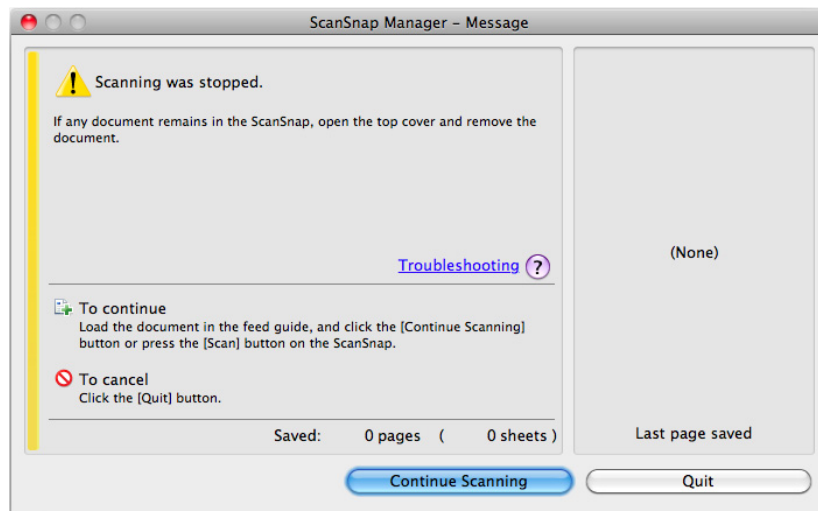 ScanSnap Manager – Message
Scanning was stopped.
If any document remains in the ScanSnap, open the top cover and remove the
document.
Troubleshooting ?
(None)
To continue
Load the document in the feed guide, and click the [Continue Scanning]
button or press the [Scan] button on the ScanSnap.
To cancel
Click the [Quit] button.
Saved: 0 pages ( 0 sheets )
Last page saved
Continue Scanning
Quit